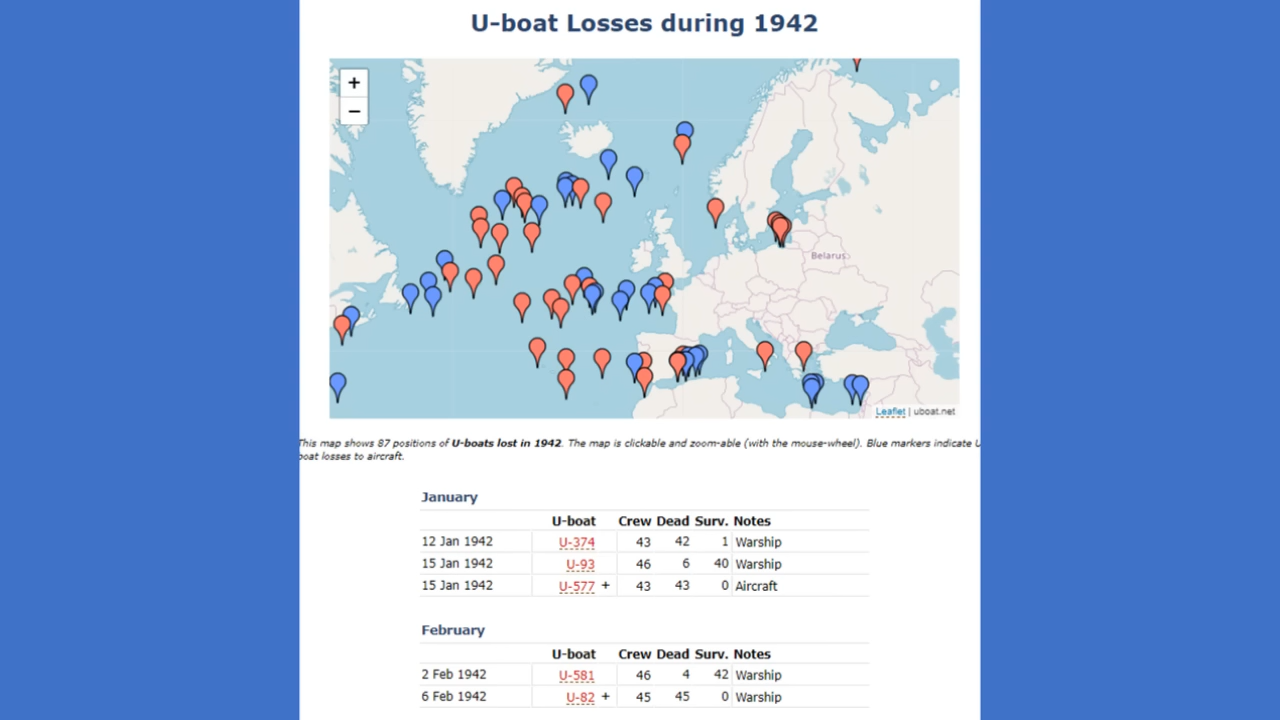 U-boat Losses during 1942
+
−
Belarus
Leaflet | uboat.net
This map shows 87 positions of U-boats lost in 1942. The map is clickable and zoom-able (with the mouse-wheel). Blue markers indicate U
boat losses to aircraft.
January
U-boat Crew Dead Surv. Notes
12 Jan 1942 U-374 43 42 1 Warship
15 Jan 1942 U-93 46 6 40 Warship
15 Jan 1942 U-577 + 43 43 0 Aircraft
February
U-boat Crew Dead Surv. Notes
2 Feb 1942 U-581 46 4 42 Warship
6 Feb 1942 U-82 + 45 45 0 Warship